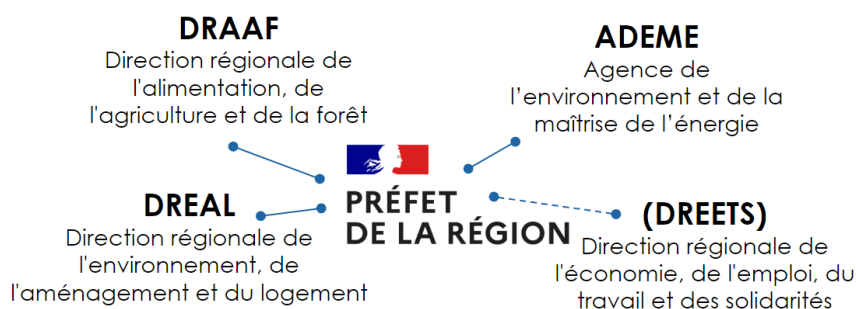 DRAAF
Direction régionale de
l'alimentation, de
l'agriculture et de la forêt
ADEME
Agence de
l’environnement et de la
maîtrise de l’énergie
PRÉFET
DE LA RÉGION
DREAL
Direction régionale de
l'environnement, de
l'aménagement et du logement
(DREETS)
Direction régionale de
l'économie, de l'emploi, du
travail et des solidarités